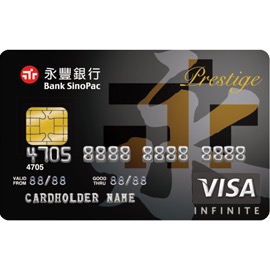 永豐銀行
Bank SinoPac
Prestige
永
4705 8888 8888 8888
4705
VALID FROM 88/88 GOOD THRU 88/88
CARDHOLDER NAME
VISA
INFINITE